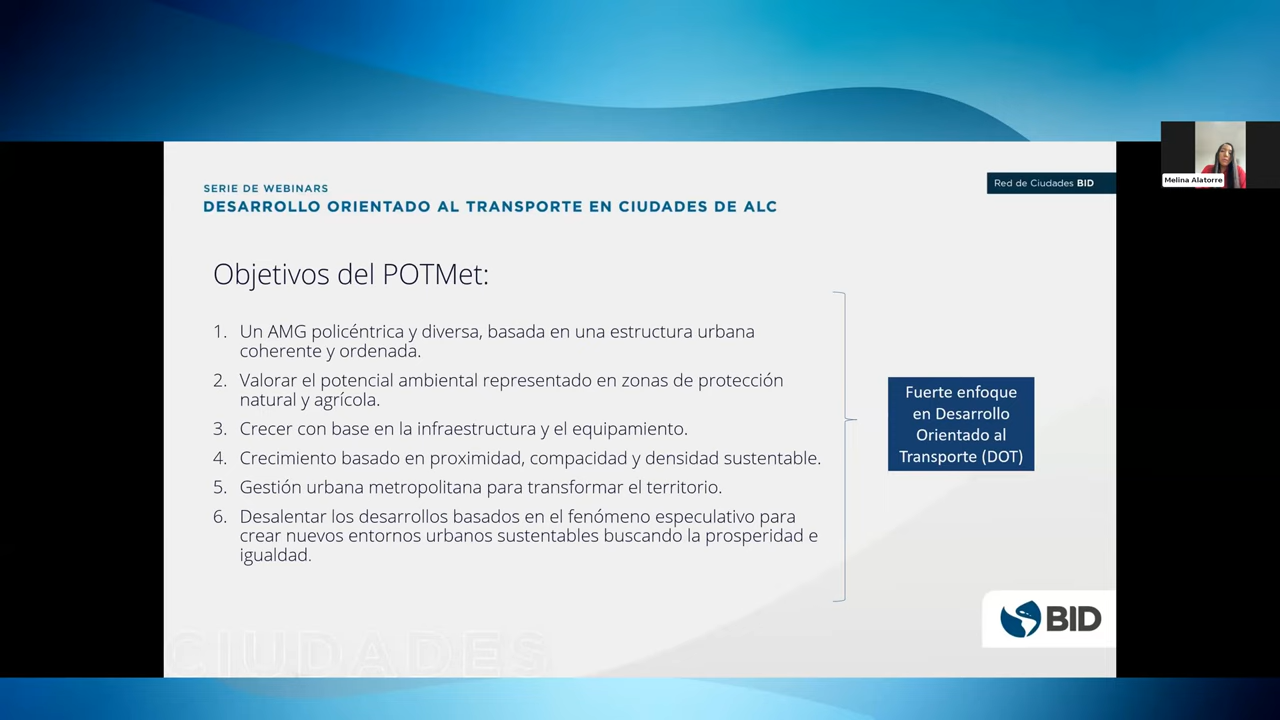 SERIE DE WEBINARS
DESARROLLO ORIENTADO AL TRANSPORTE EN CIUDADES DE ALC
Red de Ciudades BID
Melina Alatorre
Objetivos del POTMet:
1. Un AMG policéntrica y diversa, basada en una estructura urbana
coherente y ordenada.
2. Valorar el potencial ambiental representado en zonas de protección
natural y agrícola.
3. Crecer con base en la infraestructura y el equipamiento.
4. Crecimiento basado en proximidad, compacidad y densidad sustentable.
5. Gestión urbana metropolitana para transformar el territorio.
6. Desalentar los desarrollos basados en el fenómeno especulativo para
crear nuevos entornos urbanos sustentables buscando la prosperidad e
igualdad.
Fuerte enfoque
en Desarrollo
Orientado al
Transporte (DOT)
BID
CIUDADES